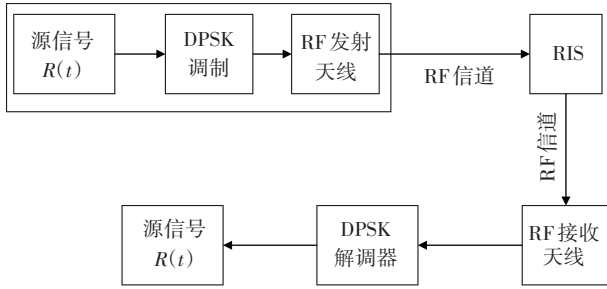 源信号
R(t)
DPSK
调制
RF发射
天线
RF信道
RIS
RF信道
源信号
R(t)
DPSK
解调器
RF接收
天线